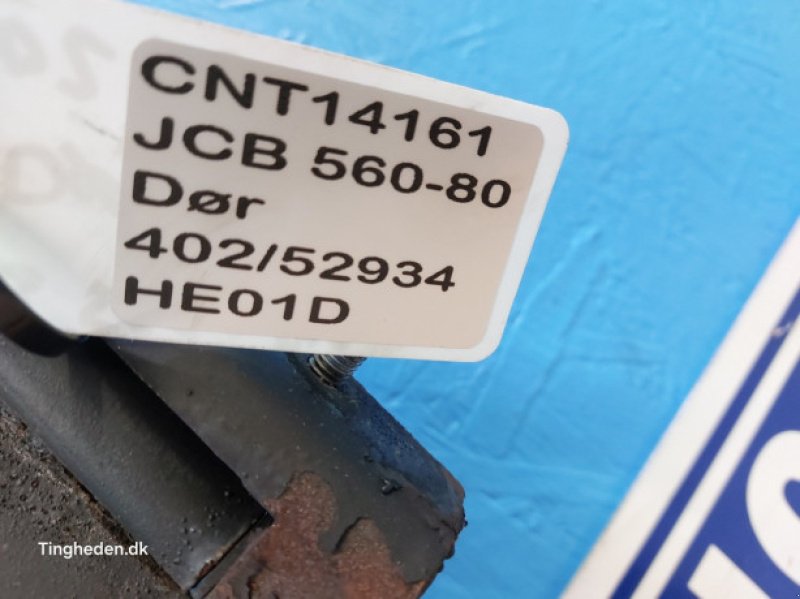 CNT14161
JCB 560-80
Dør
402/52934
HE01D
Tingheden.dk